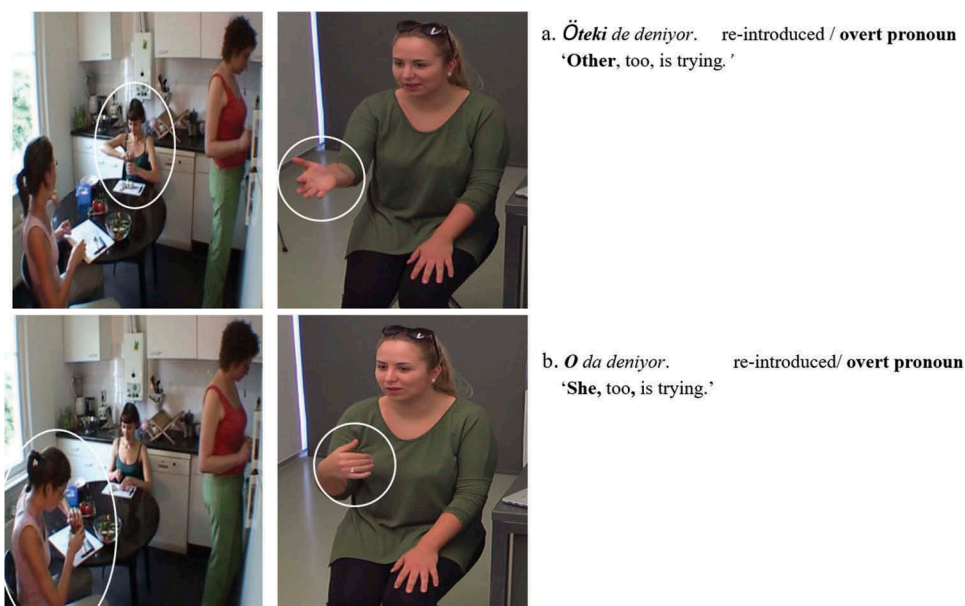 a. Öteki de deniyor. re-introduced / overt pronoun
‘Other, too, is trying. ’
b. O da deniyor. re-introduced/ overt pronoun
‘She, too, is trying.’